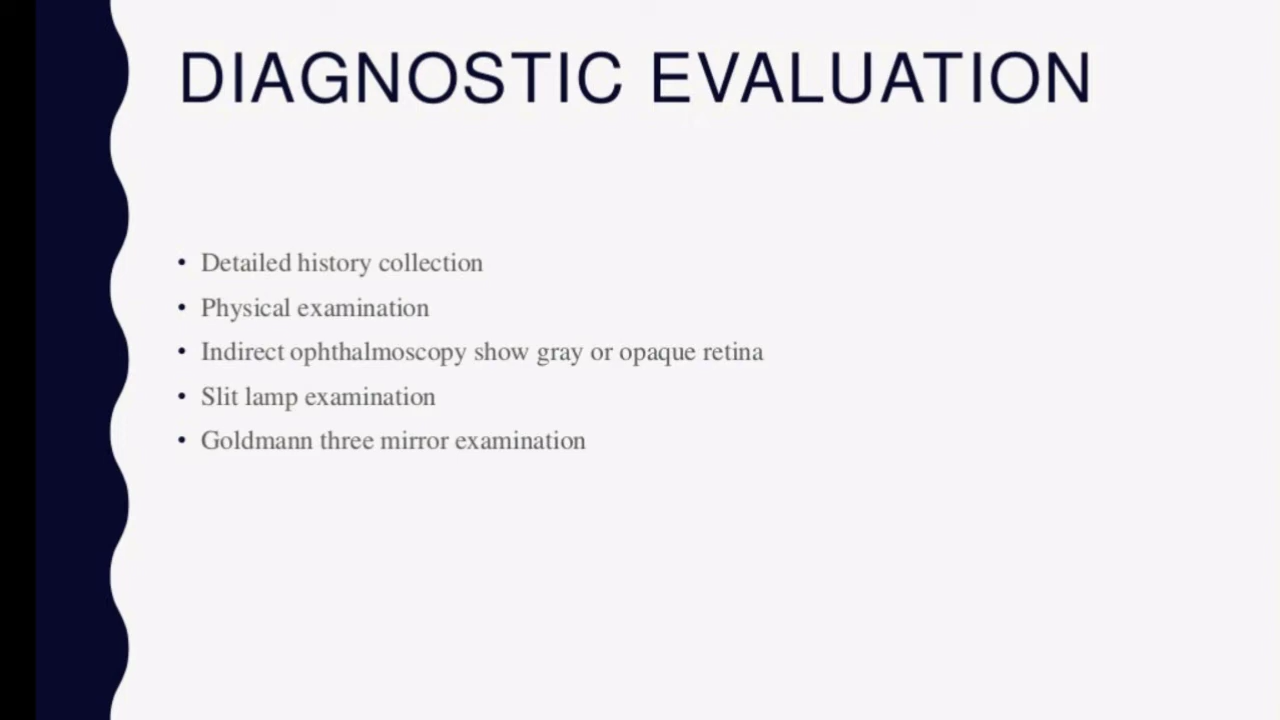 DIAGNOSTIC EVALUATION
• Detailed history collection
• Physical examination
• Indirect ophthalmoscopy show gray or opaque retina
• Slit lamp examination
• Goldmann three mirror examination